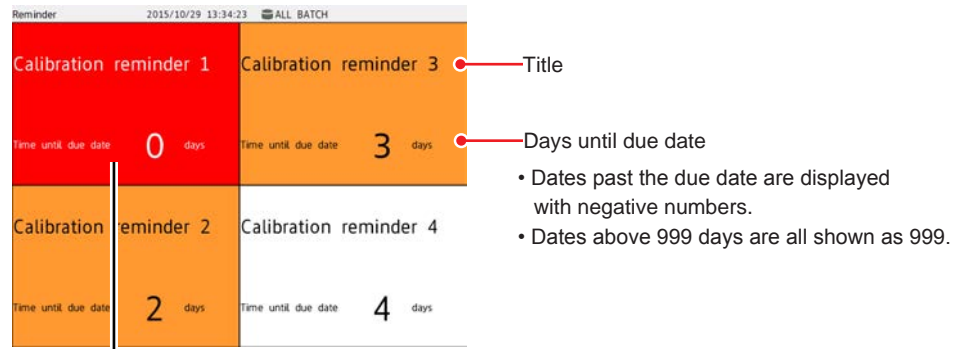 Reminder 2015/10/29 13:34:23 ALL BATCH
Calibration reminder 1
Time until due date 0 days
Calibration reminder 3
Time until due date 3 days
Calibration reminder 2
Time until due date 2 days
Calibration reminder 4
Time until due date 4 days
Title
Days until due date
• Dates past the due date are displayed
with negative numbers.
• Dates above 999 days are all shown as 999.